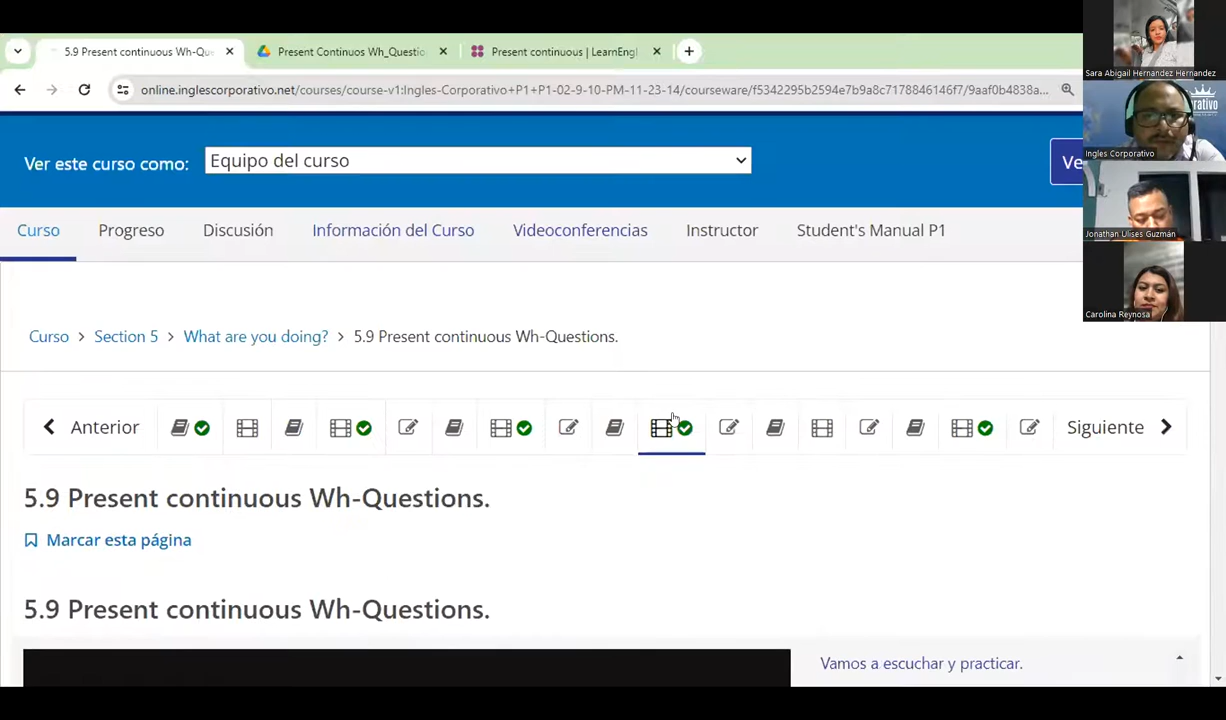 5.9 Present continuous Wh-Qu
Present Continuos Wh_Questio
Present continuous | LearnEngl
online.inglescorporativo.net/courses/course-v1:Ingles-Corporativo+P1+P1-02-9-10-PM-11-23-14/courseware/f5342295b2594e7b9a8c7178846146f7/9aaf0b4838a...
Ver este curso como:
Equipo del curso
Ve
Curso
Progreso
Discusión
Información del Curso
Videoconferencias
Instructor
Student's Manual P1
Curso > Section 5 > What are you doing? > 5.9 Present continuous Wh-Questions.
Anterior
Siguiente
5.9 Present continuous Wh-Questions.
Marcar esta página
5.9 Present continuous Wh-Questions.
Vamos a escuchar y practicar.
Sara Abigail Hernandez Hernandez
orativo
Ingles Corporativo
Jonathan Ulises Guzmán
Carolina Reynosa